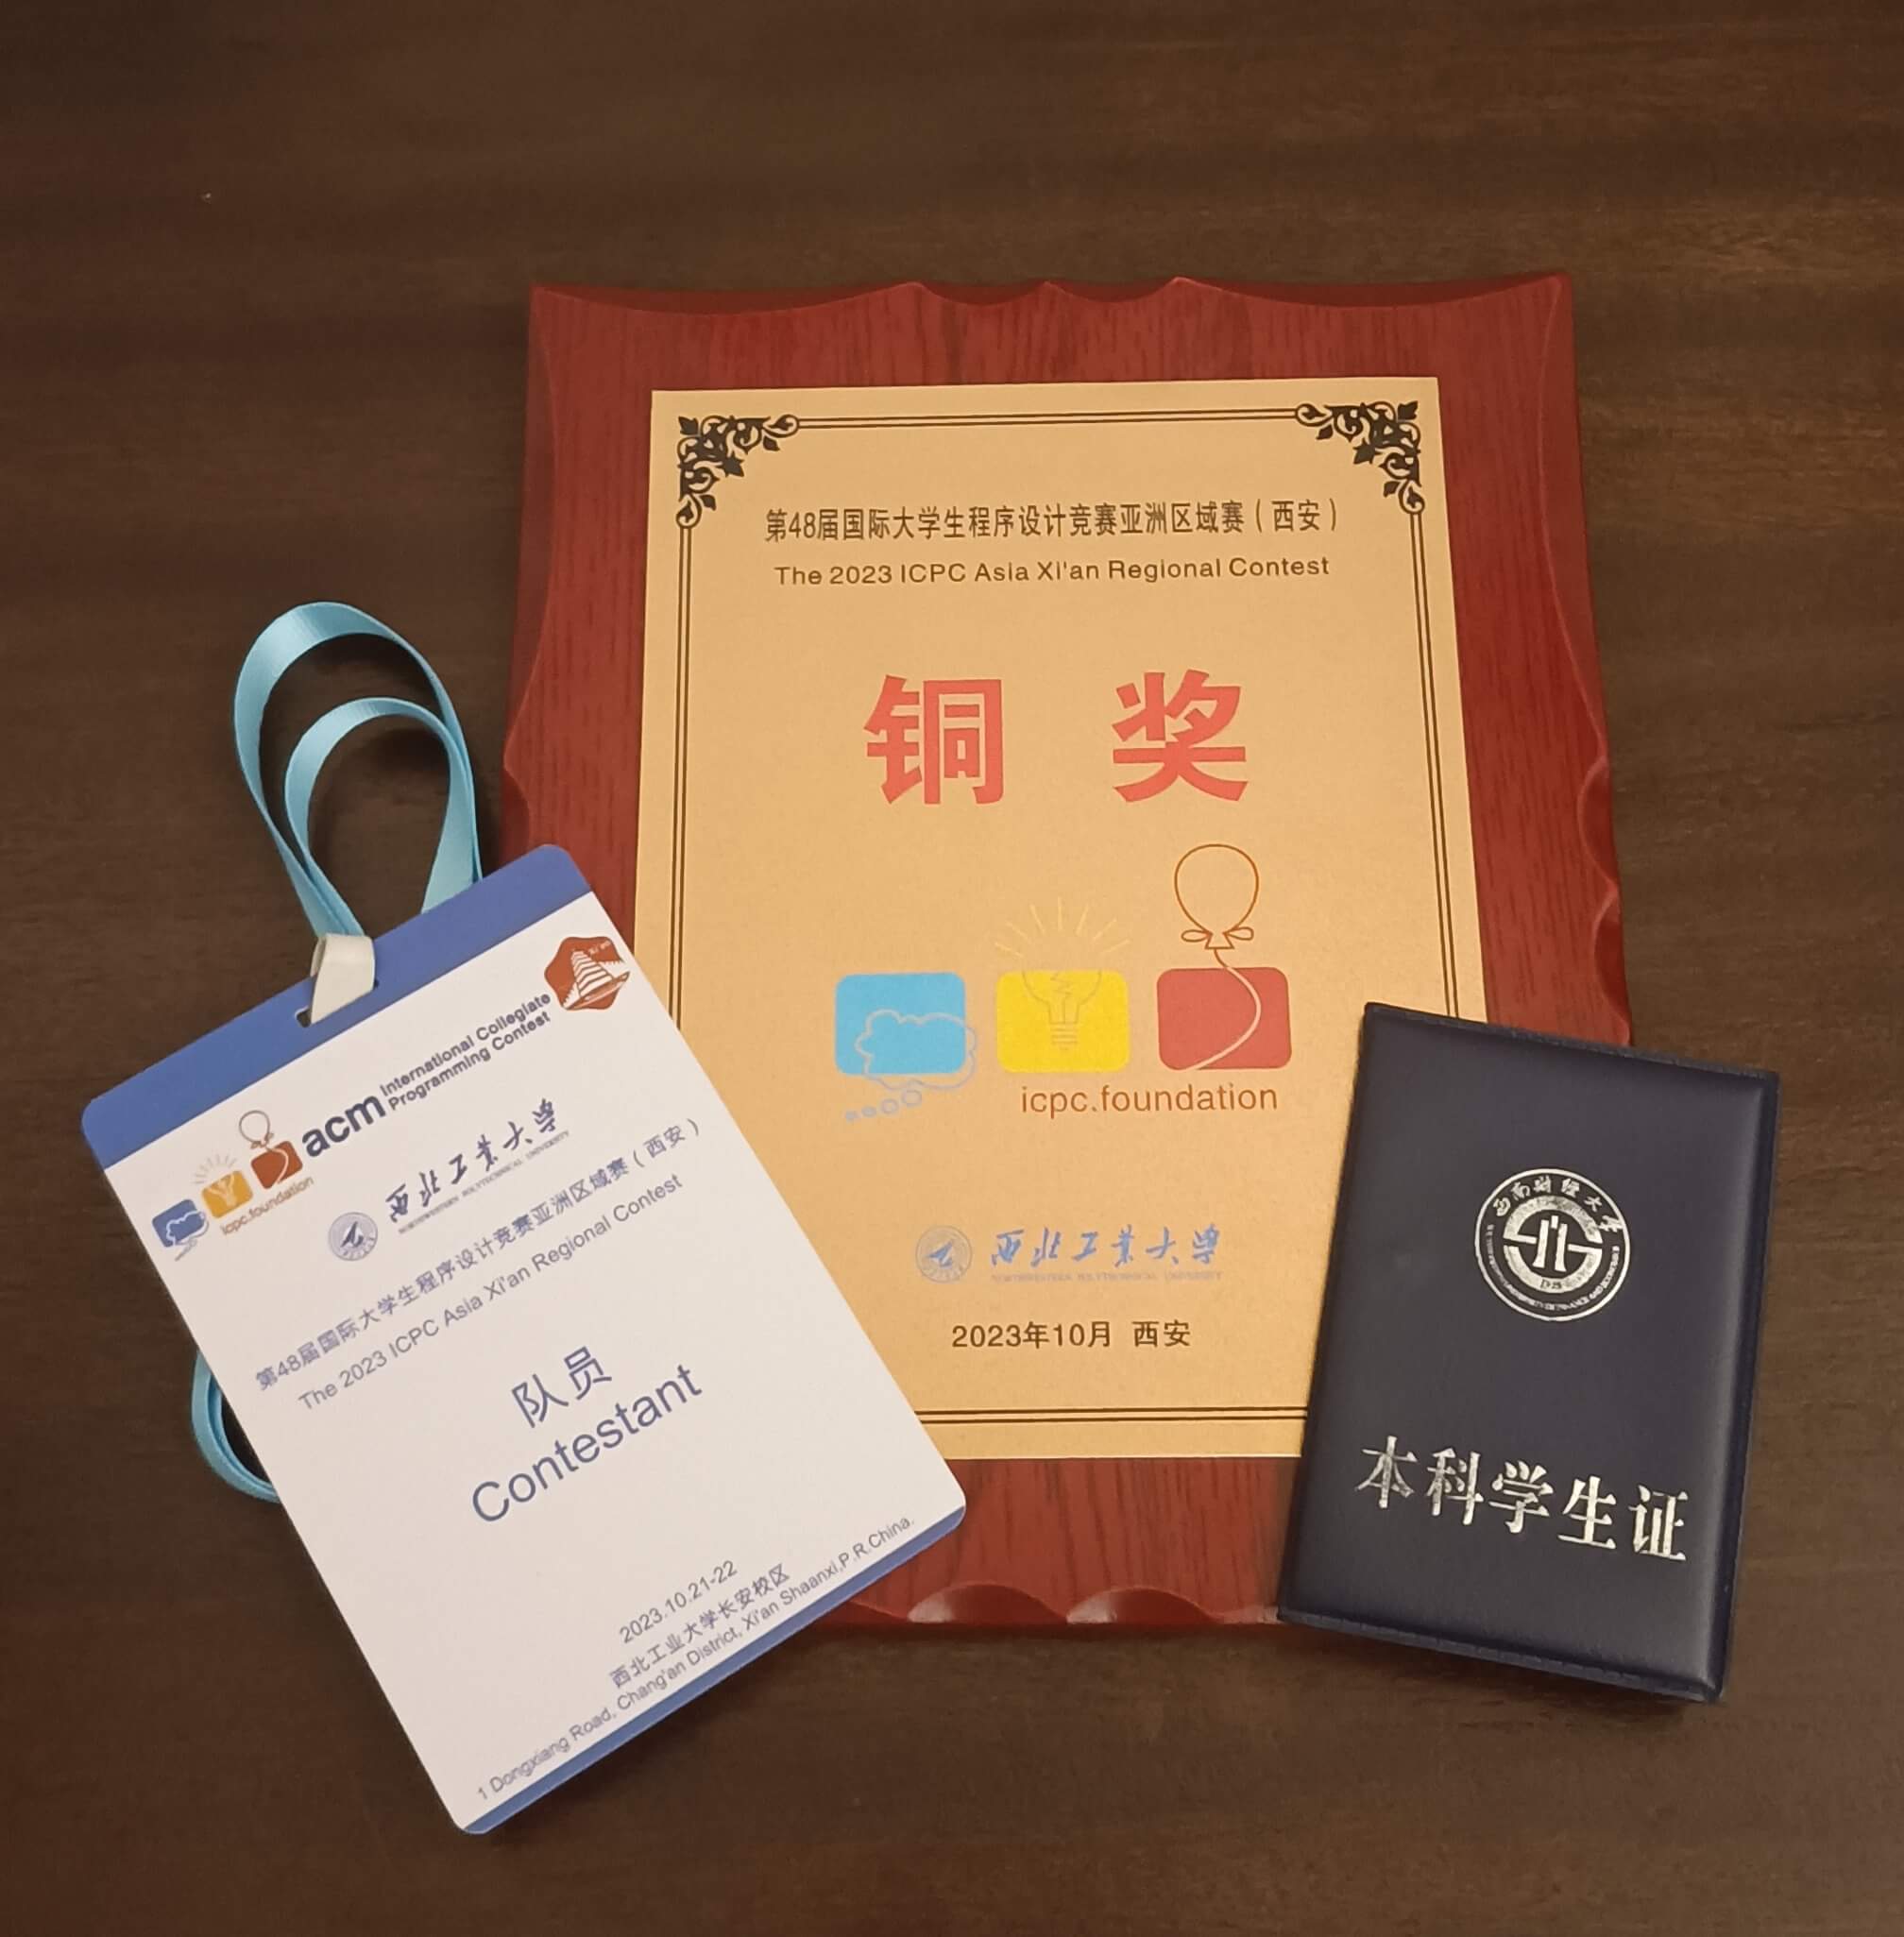 第48届国际大学生程序设计竞赛亚洲区域赛（西安）
The 2023 ICPC Asia Xi'an Regional Contest
铜 奖
icpc.foundation
西北工业大学
NORTHWESTERN POLYTECHNICAL UNIVERSITY
2023年10月 西安
Xi'an
acm International Collegiate
Programming Contest
icpc.foundation
西北工业大学
NORTHWESTERN POLYTECHNICAL UNIVERSITY
第48届国际大学生程序设计竞赛亚洲区域赛（西安）
The 2023 ICPC Asia Xi'an Regional Contest
队员
Contestant
2023.10.21-22
西北工业大学长安校区
1 Dongxiang Road, Chang'an District, Xi'an Shaanxi,P.R.China.
西南财经大学
1925
本科学生证